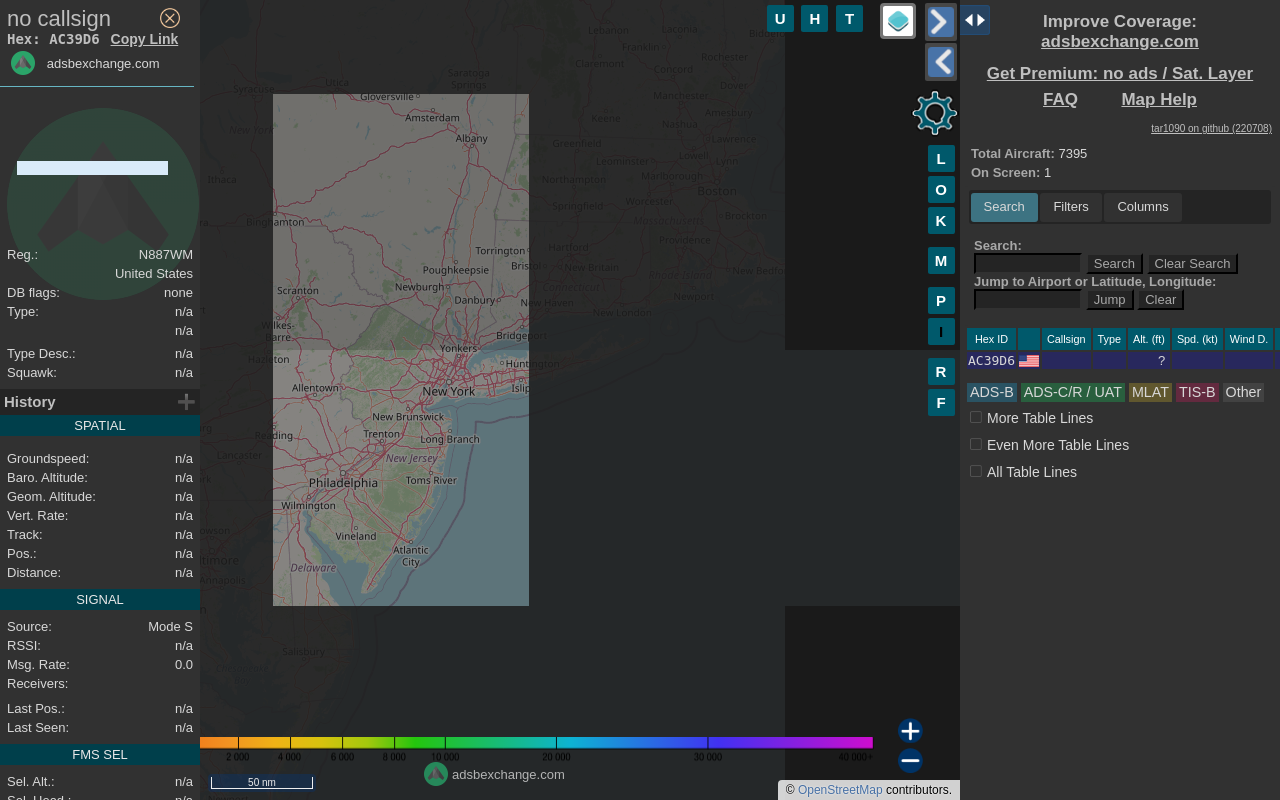 no callsign
Hex: AC39D6 Copy Link
adsbexchange.com
Reg.: N887WM
United States
DB flags: none
Type: n/a
n/a
Type Desc.: n/a
Squawk: n/a
History
SPATIAL
Groundspeed: n/a
Baro. Altitude: n/a
Geom. Altitude: n/a
Vert. Rate: n/a
Track: n/a
Pos.: n/a
Distance: n/a
SIGNAL
Source: Mode S
RSSI: n/a
Msg. Rate: 0.0
Receivers:
Last Pos.: n/a
Last Seen: n/a
FMS SEL
Sel. Alt.: n/a
Sel. Head.: n/a
U H T
L
O
K
M
P
I
R
F
Lebanon
Laconia
Franklin
Rochester
Claremont
Concord
Dover
Saratoga
Springs
Utica
Syracuse
Keene
Manchester
Amesbury
Nashua
Lawrence
Gloversville
Amsterdam
Albany
New York
Greenfield
Leominster
Lowell
Lynn
Ithaca
Northampton
Marlborough
Boston
Springfield
Worcester
Massachusetts
Brockton
Binghamton
Torrington
Hartford
Providence
Bristol
New Britain
Rhode Island
New Bedford
Poughkeepsie
Scranton
Newburgh
Danbury
Connecticut
New Haven
Newport
New London
Wilkes-
Barre
Bridgeport
Hazleton
Yonkers
Huntington
Allentown
New York
Islip
New Brunswick
Reading
Trenton
Long Branch
Lancaster
New Jersey
Philadelphia
Toms River
Wilmington
Vineland
Atlantic
City
Delaware
Annapolis
Salisbury
2 000 4 000 6 000 8 000 10 000 20 000 30 000 40 000+
50 nm
adsbexchange.com
© OpenStreetMap contributors.
Improve Coverage:
adsbexchange.com
Get Premium: no ads / Sat. Layer
FAQ Map Help
tar1090 on github (220708)
Total Aircraft: 7395
On Screen: 1
Search Filters Columns
Search:
Search Clear Search
Jump to Airport or Latitude, Longitude:
Jump Clear
Hex ID Callsign Type Alt. (ft) Spd. (kt) Wind D.
AC39D6 ?
ADS-B ADS-C/R / UAT MLAT TIS-B Other
More Table Lines
Even More Table Lines
All Table Lines